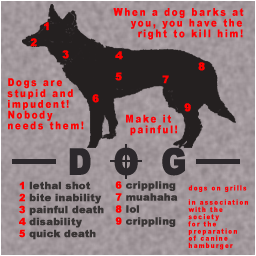 When a dog barks at
you, you have the
right to kill him!
1
2
3
4
5
6
7
8
9
Dogs are
stupid and
impudent!
Nobody
needs them!
Make it
painful!
DOG
1 lethal shot
2 bite inability
3 painful death
4 disability
5 quick death
6 crippling
7 muahaha
8 lol
9 crippling
dogs on grills
in association
with the
society
for the
preparation
of canine
hamburger